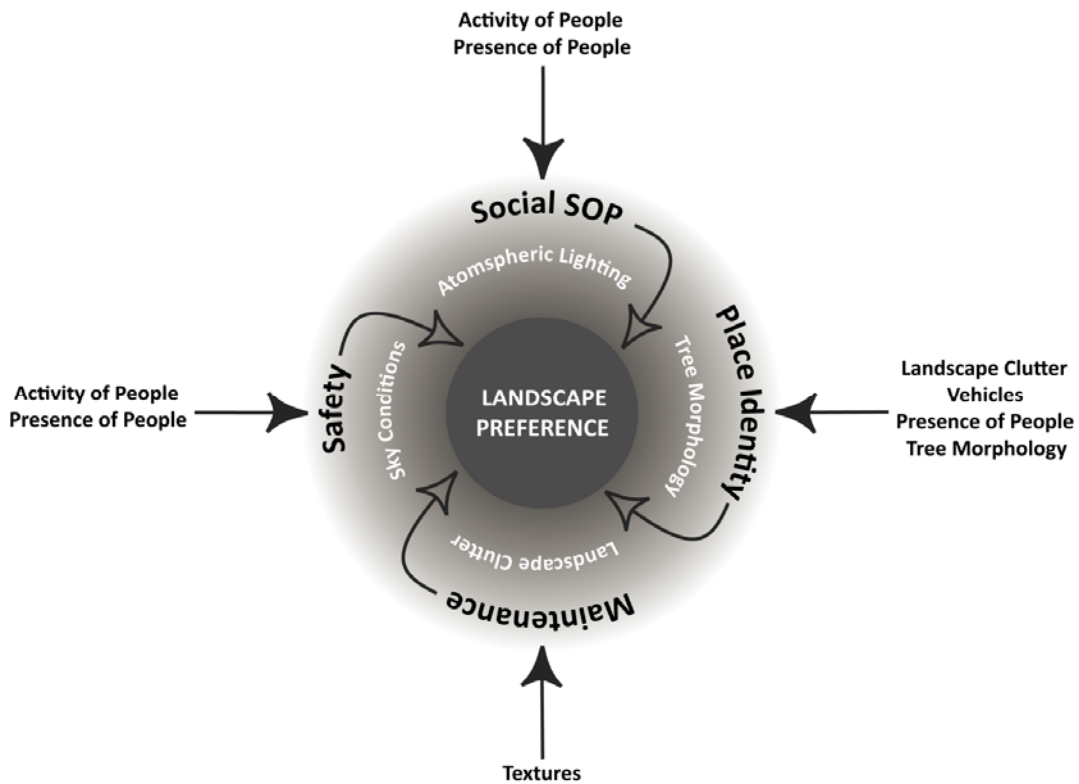 Activity of People
Presence of People
Social SOP
Atomspheric Lighting
Place Identity
Tree Morphology
Safety
Sky Conditions
LANDSCAPE
PREFERENCE
Activity of People
Presence of People
Landscape Clutter
Vehicles
Presence of People
Tree Morphology
Landscape Clutter
Maintenance
Textures